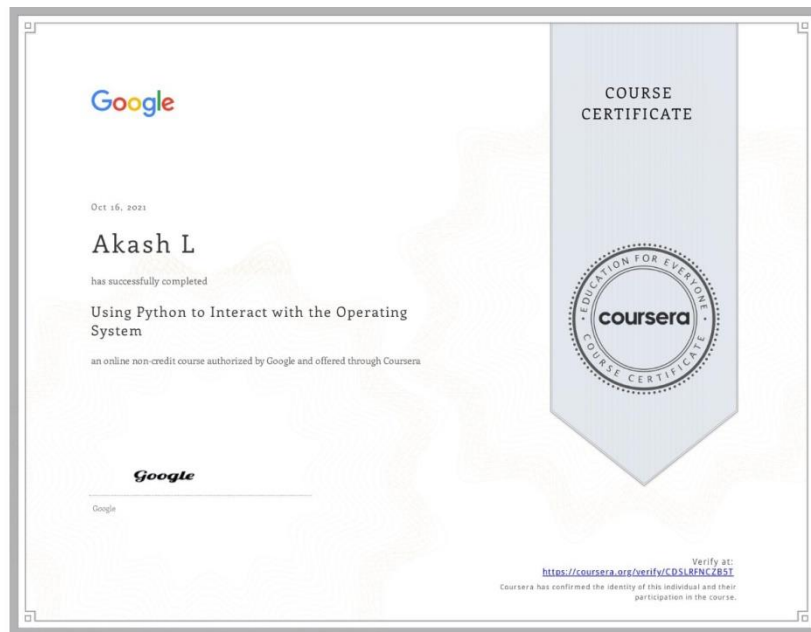 Google
COURSE
CERTIFICATE
Oct 16, 2021
Akash L
has successfully completed
Using Python to Interact with the Operating
System
an online non-credit course authorized by Google and offered through Coursera
EDUCATION FOR EVERYONE
coursera
COURSE CERTIFICATE
Google
Google
Verify at:
https://coursera.org/verify/CDSLRFNCZB5T
Coursera has confirmed the identity of this individual and their
participation in the course.